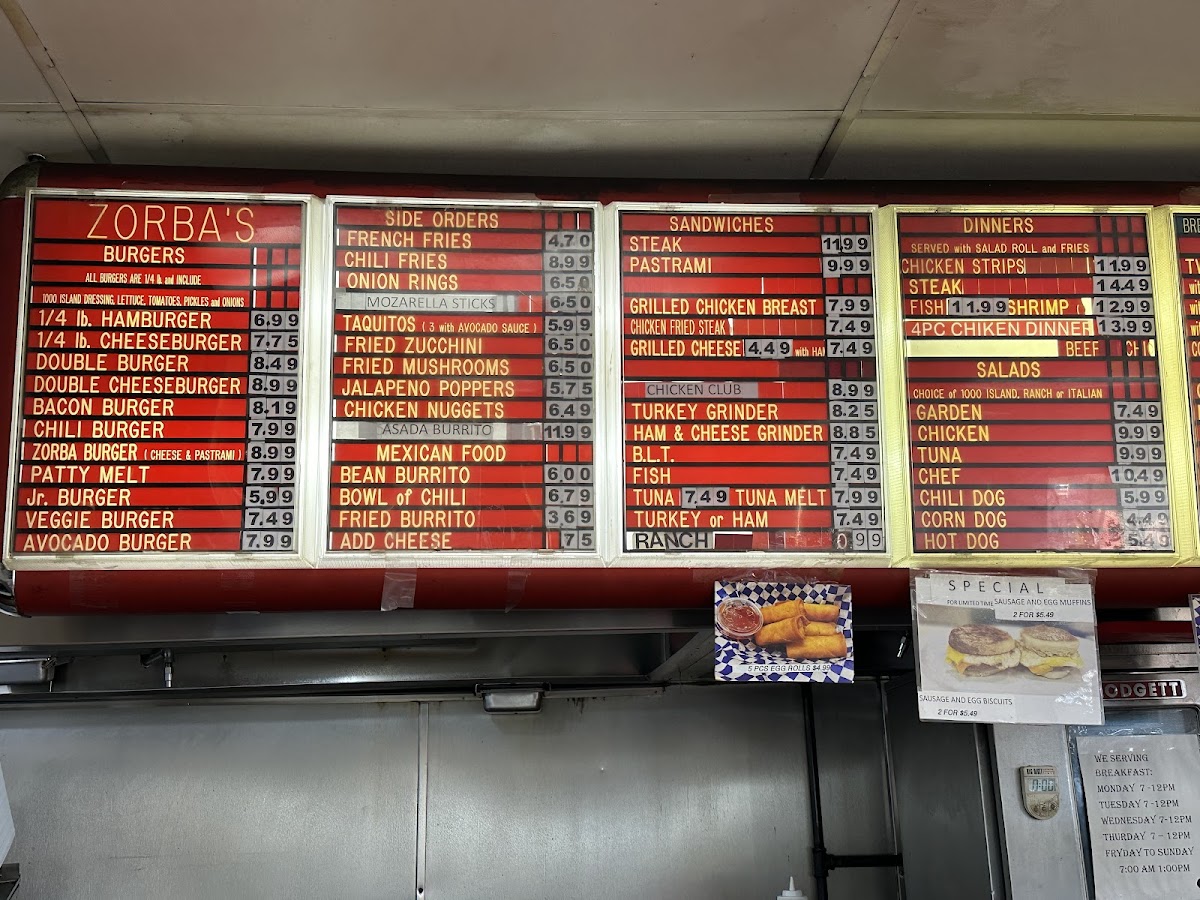 ZORBA'S
BURGERS
ALL BURGERS ARE 1/4 lb. and INCLUDE
1000 ISLAND DRESSING, LETTUCE, TOMATOES, PICKLES and ONIONS
1/4 lb. HAMBURGER 6.99
1/4 lb. CHEESEBURGER 7.75
DOUBLE BURGER 8.49
DOUBLE CHEESEBURGER 8.99
BACON BURGER 8.19
CHILI BURGER 7.99
ZORBA BURGER (CHEESE & PASTRAMI) 8.99
PATTY MELT 7.99
Jr. BURGER 5.99
VEGGIE BURGER 7.49
AVOCADO BURGER 7.99
SIDE ORDERS
FRENCH FRIES 4.70
CHILI FRIES 8.99
ONION RINGS 6.50
MOZARELLA STICKS 6.50
TAQUITOS (3 with AVOCADO SAUCE) 5.99
FRIED ZUCCHINI 6.50
FRIED MUSHROOMS 6.50
JALAPENO POPPERS 5.75
CHICKEN NUGGETS 6.49
ASADA BURRITO 11.99
MEXICAN FOOD
BEAN BURRITO 6.00
BOWL of CHILI 6.79
FRIED BURRITO 3.69
ADD CHEESE 75
SANDWICHES
STEAK 11.99
PASTRAMI 9.99
GRILLED CHICKEN BREAST 7.99
CHICKEN FRIED STEAK 7.49
GRILLED CHEESE 4.49 with HAM 7.49
CHICKEN CLUB 8.99
TURKEY GRINDER 8.25
HAM & CHEESE GRINDER 8.85
B.L.T. 7.49
FISH 7.49
TUNA 7.49 TUNA MELT 7.99
TURKEY or HAM 7.49
RANCH 0.99
DINNERS
SERVED with SALAD ROLL and FRIES
CHICKEN STRIPS 11.99
STEAK 14.49
FISH 11.99 SHRIMP 12.99
4PC CHIKEN DINNER 13.99
BEEF
SALADS
CHOICE of 1000 ISLAND, RANCH or ITALIAN
GARDEN 7.49
CHICKEN 9.99
TUNA 9.99
CHEF 10.49
CHILI DOG 5.99
CORN DOG 4.49
HOT DOG 5.49
5 PCS EGG ROLLS $4.99
SPECIAL
FOR LIMITED TIME SAUSAGE AND EGG MUFFINS
2 FOR $5.49
SAUSAGE AND EGG BISCUITS
2 FOR $5.49
ODGETT
0:00
WE SERVING
BREAKFAST:
MONDAY 7 -12PM
TUESDAY 7 -12PM
WEDNESDAY 7-12PM
THURDAY 7 - 12PM
FRYDAY TO SUNDAY
7:00 AM 1:00PM